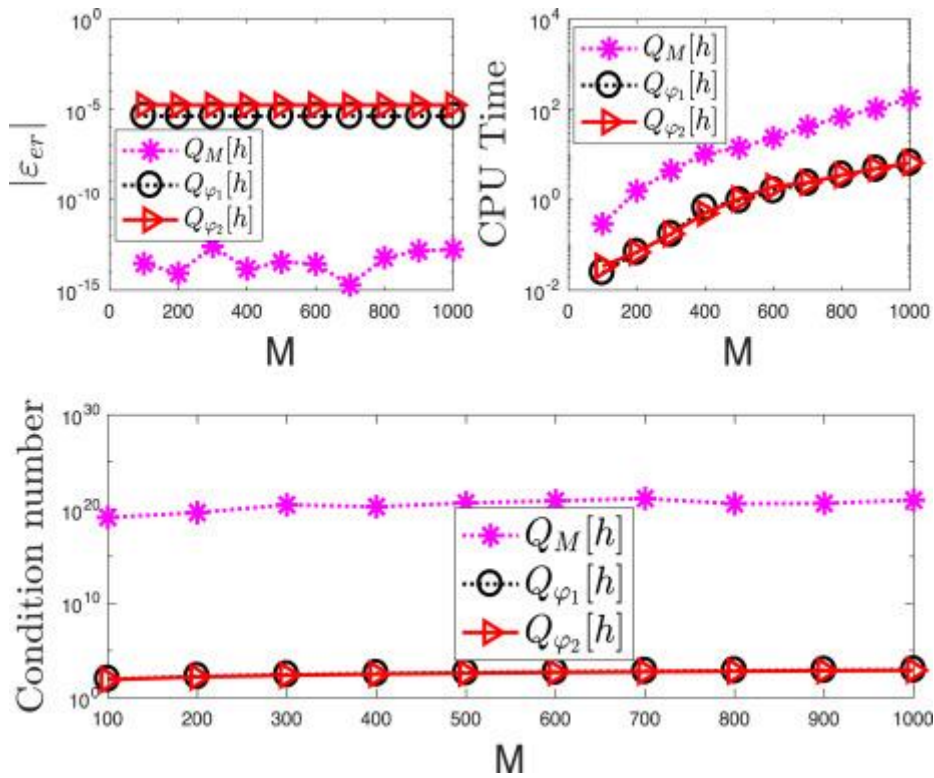 10^0
10^-5
10^-10
10^-15
|ε_er|
Q_M[h]
Q_φ1[h]
Q_φ2[h]
0 200 400 600 800 1000
M
10^4
10^2
10^0
10^-2
CPU Time
Q_M[h]
Q_φ1[h]
Q_φ2[h]
0 200 400 600 800 1000
M
10^30
10^20
10^10
10^0
Condition number
Q_M[h]
Q_φ1[h]
Q_φ2[h]
100 200 300 400 500 600 700 800 900 1000
M